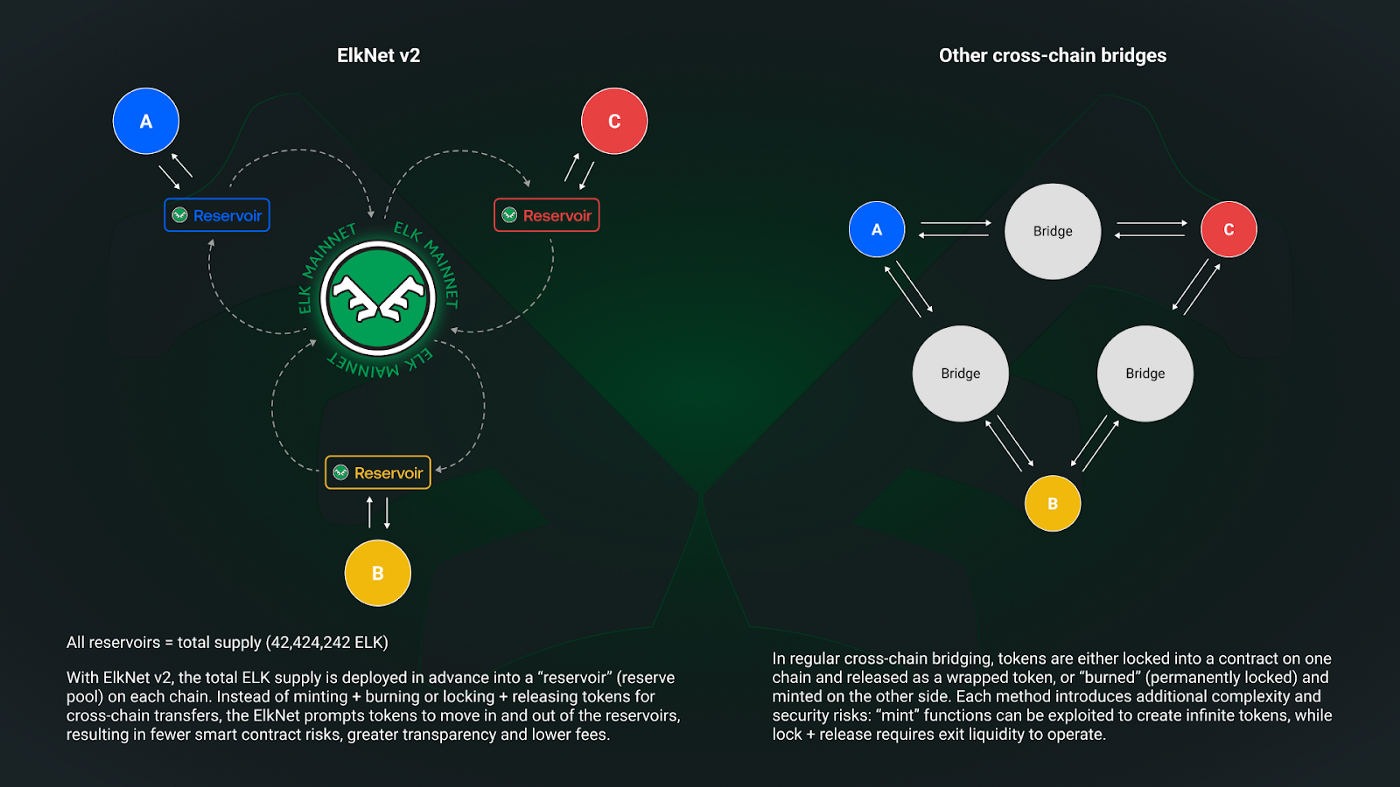 ElkNet v2
Other cross-chain bridges
A
C
Reservoir
Reservoir
ELK MAINNET
ELK MAINNET
ELK MAINNET
Reservoir
B
A
Bridge
C
Bridge
Bridge
B
All reservoirs = total supply (42,424,242 ELK)
With ElkNet v2, the total ELK supply is deployed in advance into a “reservoir” (reserve
pool) on each chain. Instead of minting + burning or locking + releasing tokens for
cross-chain transfers, the ElkNet prompts tokens to move in and out of the reservoirs,
resulting in fewer smart contract risks, greater transparency and lower fees.
In regular cross-chain bridging, tokens are either locked into a contract on one
chain and released as a wrapped token, or “burned” (permanently locked) and
minted on the other side. Each method introduces additional complexity and
security risks: “mint” functions can be exploited to create infinite tokens, while
lock + release requires exit liquidity to operate.